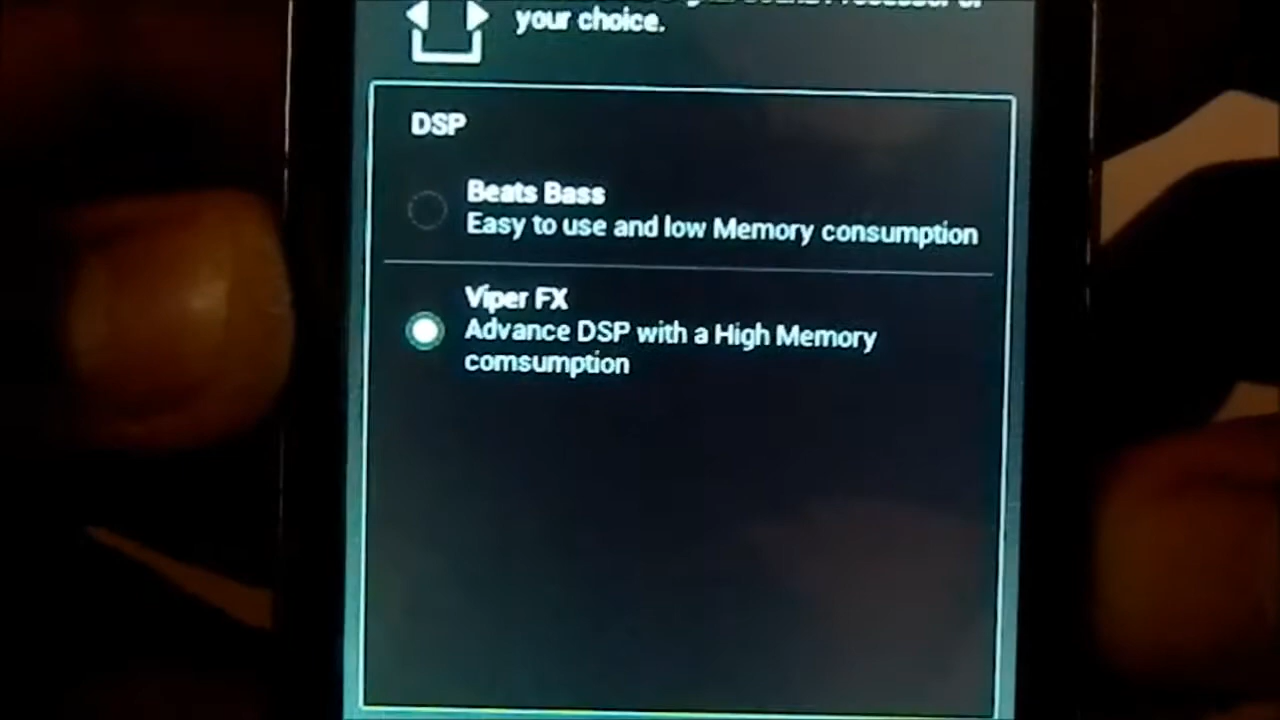 your choice.
DSP
Beats Bass
Easy to use and low Memory consumption
Viper FX
Advance DSP with a High Memory
comsumption